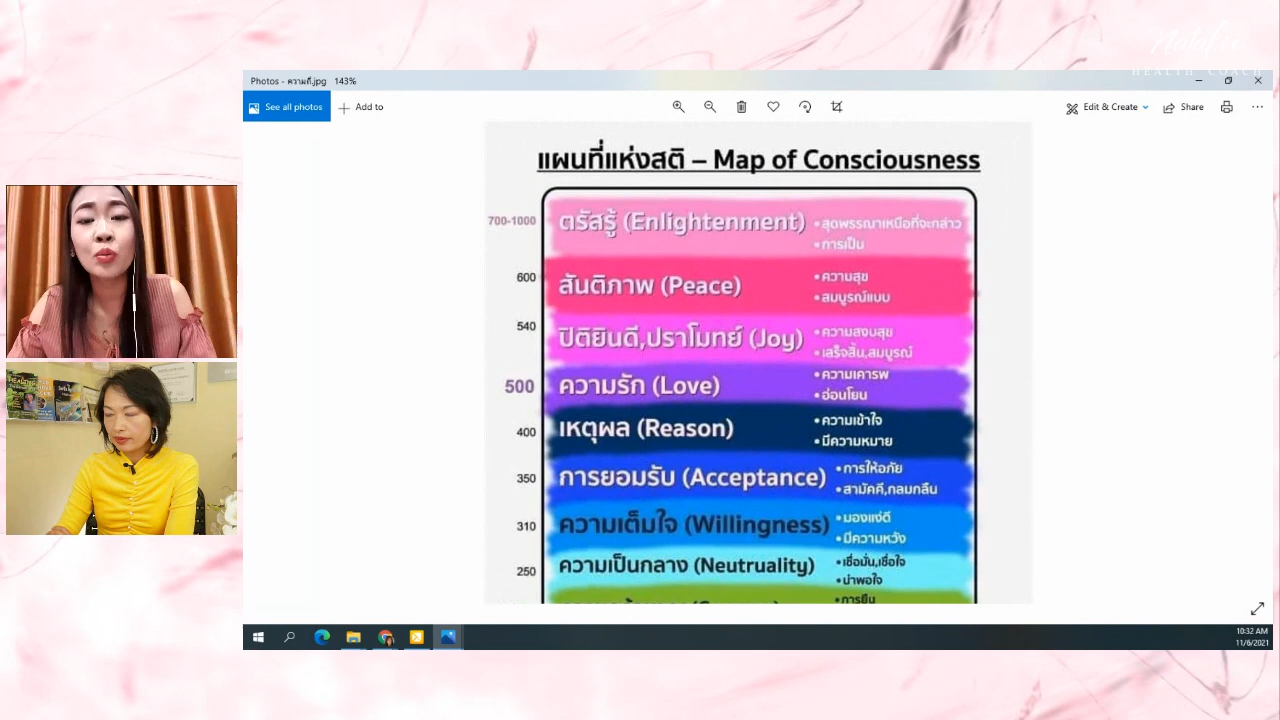 Natalie
HEALTH COACH
Photos - ความถี่.jpg 143%
See all photos
Add to
Edit & Create
Share
แผนที่แห่งสติ – Map of Consciousness
700-1000 ตรัสรู้ (Enlightenment)
• สุดพรรณาเหนือที่จะกล่าว
• การเป็น
600 สันติภาพ (Peace)
• ความสุข
• สมบูรณ์แบบ
540 ปิติยินดี,ปราโมทย์ (Joy)
• ความสงบสุข
• เสร็จสิ้น,สมบูรณ์
500 ความรัก (Love)
• ความเคารพ
• อ่อนโยน
400 เหตุผล (Reason)
• ความเข้าใจ
• มีความหมาย
350 การยอมรับ (Acceptance)
• การให้อภัย
• สามัคคี,กลมกลืน
310 ความเต็มใจ (Willingness)
• มองแง่ดี
• มีความหวัง
250 ความเป็นกลาง (Neutruality)
• เชื่อมั่น,เชื่อใจ
• น่าพอใจ
10:32 AM
11/6/2021